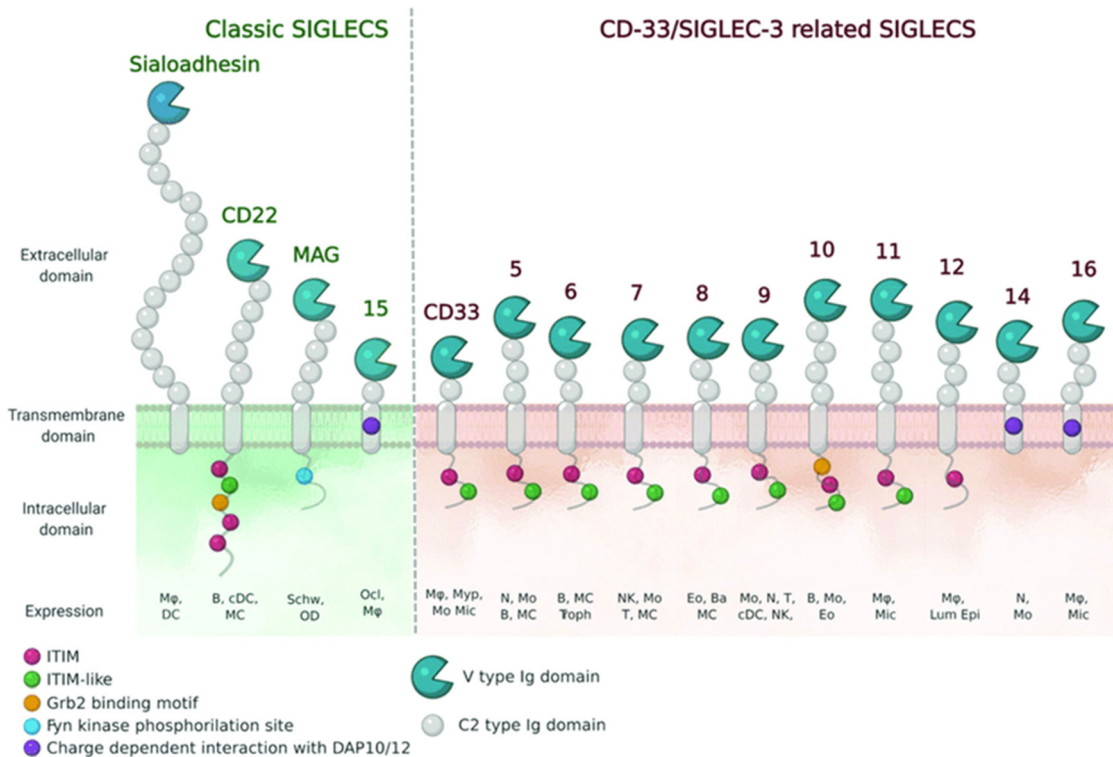 Classic SIGLECS
CD-33/SIGLEC-3 related SIGLECS
Sialoadhesin
CD22
MAG
15
CD33
5
6
7
8
9
10
11
12
14
16
Extracellular
domain
Transmembrane
domain
Intracellular
domain
Expression
Mφ,
DC
B, cDC,
MC
Schw,
OD
Ocl,
Mφ
Mφ, Myp,
Mo Mic
N, Mo
B, MC
B, MC
Troph
NK, Mo
T, MC
Eo, Ba
MC
Mo, N, T,
cDC, NK,
B, Mo,
Eo
Mφ,
Mic
Mφ,
Lum Epi
N,
Mo
Mφ,
Mic
ITIM
ITIM-like
Grb2 binding motif
Fyn kinase phosphorilation site
Charge dependent interaction with DAP10/12
V type Ig domain
C2 type Ig domain